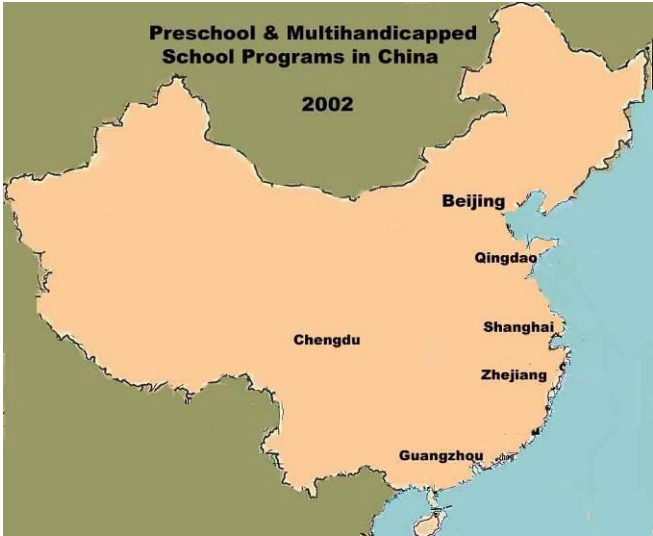 Preschool & Multihandicapped
School Programs in China
2002
Beijing
Qingdao
Shanghai
Chengdu
Zhejiang
Guangzhou